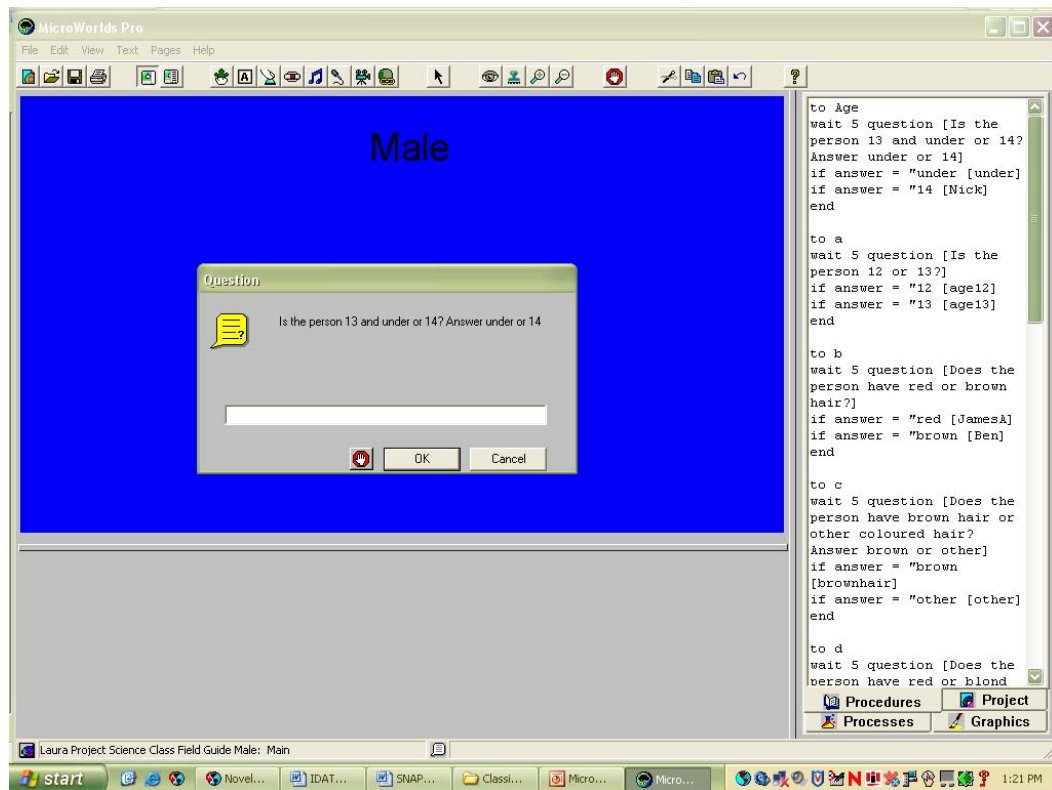 MicroWorlds Pro
File Edit View Text Pages Help
Male
Question
Is the person 13 and under or 14? Answer under or 14
OK Cancel
to Age
wait 5 question [Is the
person 13 and under or 14?
Answer under or 14]
if answer = "under [under]
if answer = "14 [Nick]
end
to a
wait 5 question [Is the
person 12 or 13?]
if answer = "12 [age12]
if answer = "13 [age13]
end
to b
wait 5 question [Does the
person have red or brown
hair?]
if answer = "red [JamesA]
if answer = "brown [Ben]
end
to c
wait 5 question [Does the
person have brown hair or
other coloured hair?
Answer brown or other]
if answer = "brown
[brownhair]
if answer = "other [other]
end
to d
wait 5 question [Does the
person have red or blond
Procedures Project
Processes Graphics
Laura Project Science Class Field Guide Male: Main
start Novel... IDAT... SNAP... Classi... Micro... Micro... 1:21 PM